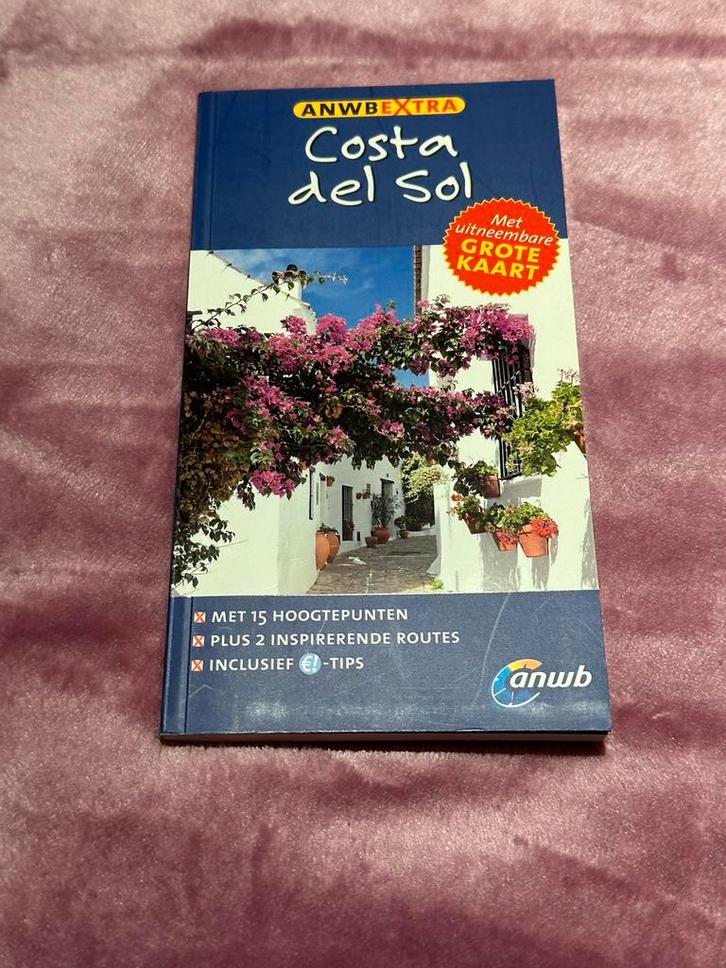 ANWBEXTRA
Costa
del Sol
Met
uitneembare
GROTE
KAART
MET 15 HOOGTEPUNTEN
PLUS 2 INSPIRERENDE ROUTES
INCLUSIEF €!-TIPS
anwb